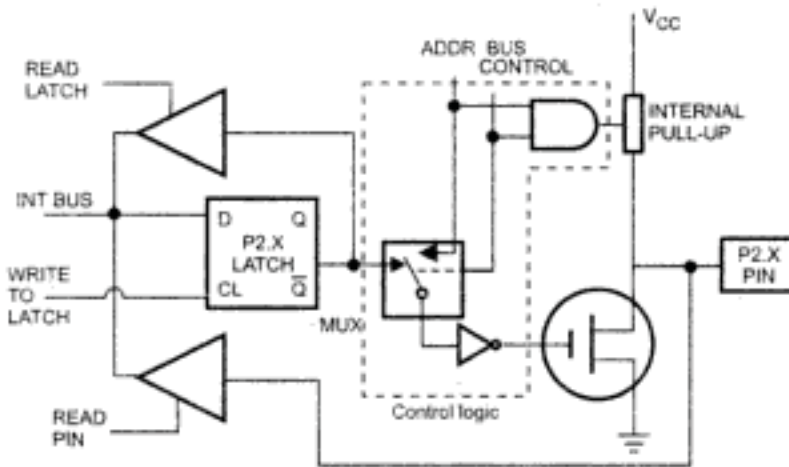 V_CC
ADDR BUS
CONTROL
READ
LATCH
INTERNAL
PULL-UP
INT BUS
D Q
P2.X
LATCH
CL Q̅
WRITE
TO
LATCH
MUX
P2.X
PIN
READ
PIN
Control logic